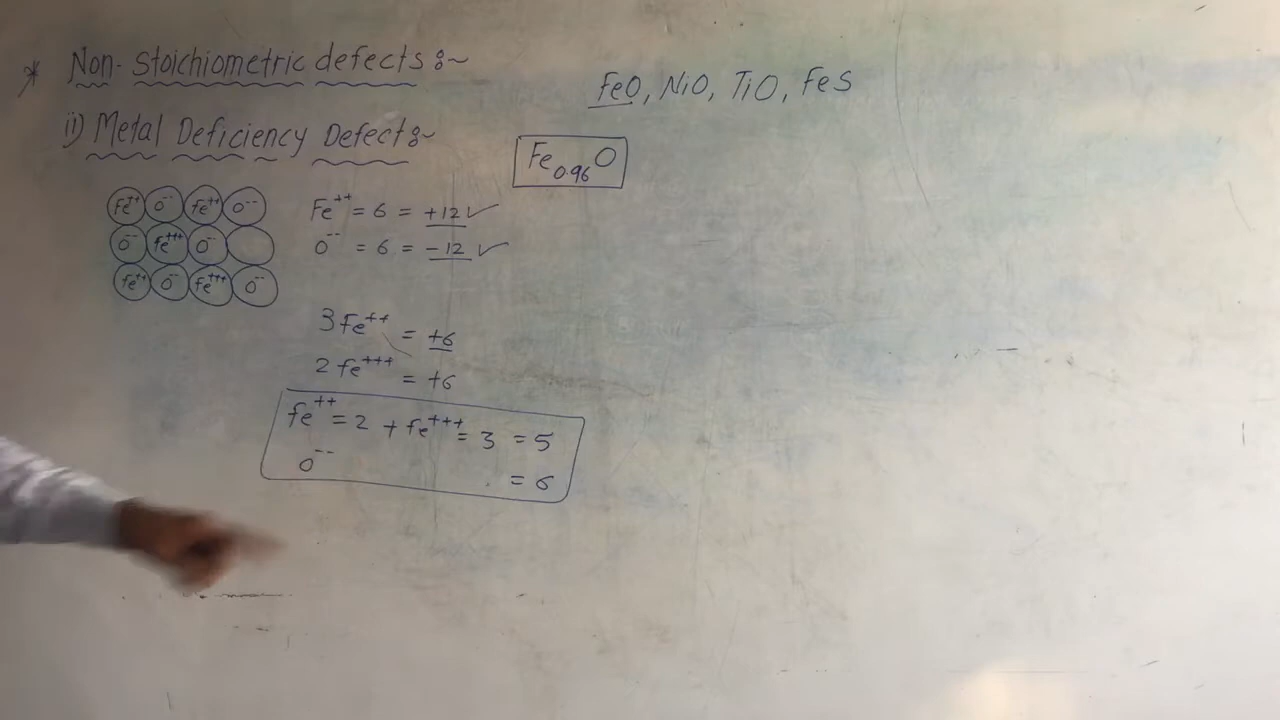 * Non-Stoichiometric defects :~
FeO, NiO, TiO, FeS
ii) Metal Deficiency Defect :~
Fe0.96O
Fe++ O-- Fe++ O--
O-- Fe+++ O--
Fe++ O-- Fe+++ O--
Fe++ = 6 = +12 ✓
O-- = 6 = -12 ✓
3Fe++ = +6
2fe+++ = +6
fe++ = 2 + fe+++ = 3 = 5
O-- = 6